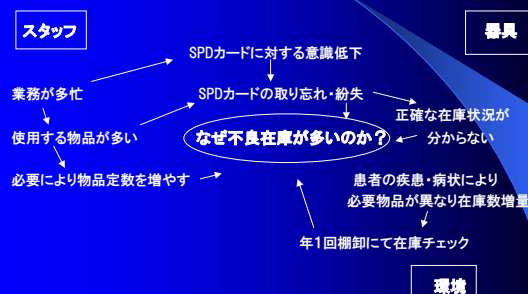 スタッフ
器具
SPDカードに対する意識低下
業務が多忙
SPDカードの取り忘れ・紛失
正確な在庫状況が
分からない
使用する物品が多い
なぜ不良在庫が多いのか？
必要により物品定数を増やす
患者の疾患・病状により
必要物品が異なり在庫数増量
年１回棚卸にて在庫チェック
環境